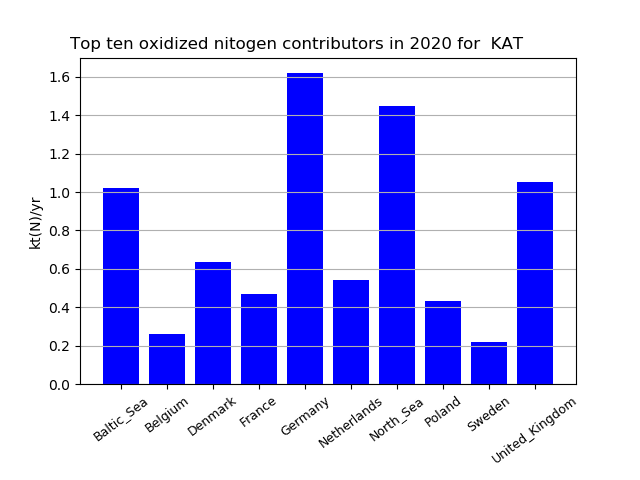 Top ten oxidized nitogen contributors in 2020 for  KAT
kt(N)/yr
1.6
1.4
1.2
1.0
0.8
0.6
0.4
0.2
0.0
Baltic_Sea
Belgium
Denmark
France
Germany
Netherlands
North_Sea
Poland
Sweden
United_Kingdom